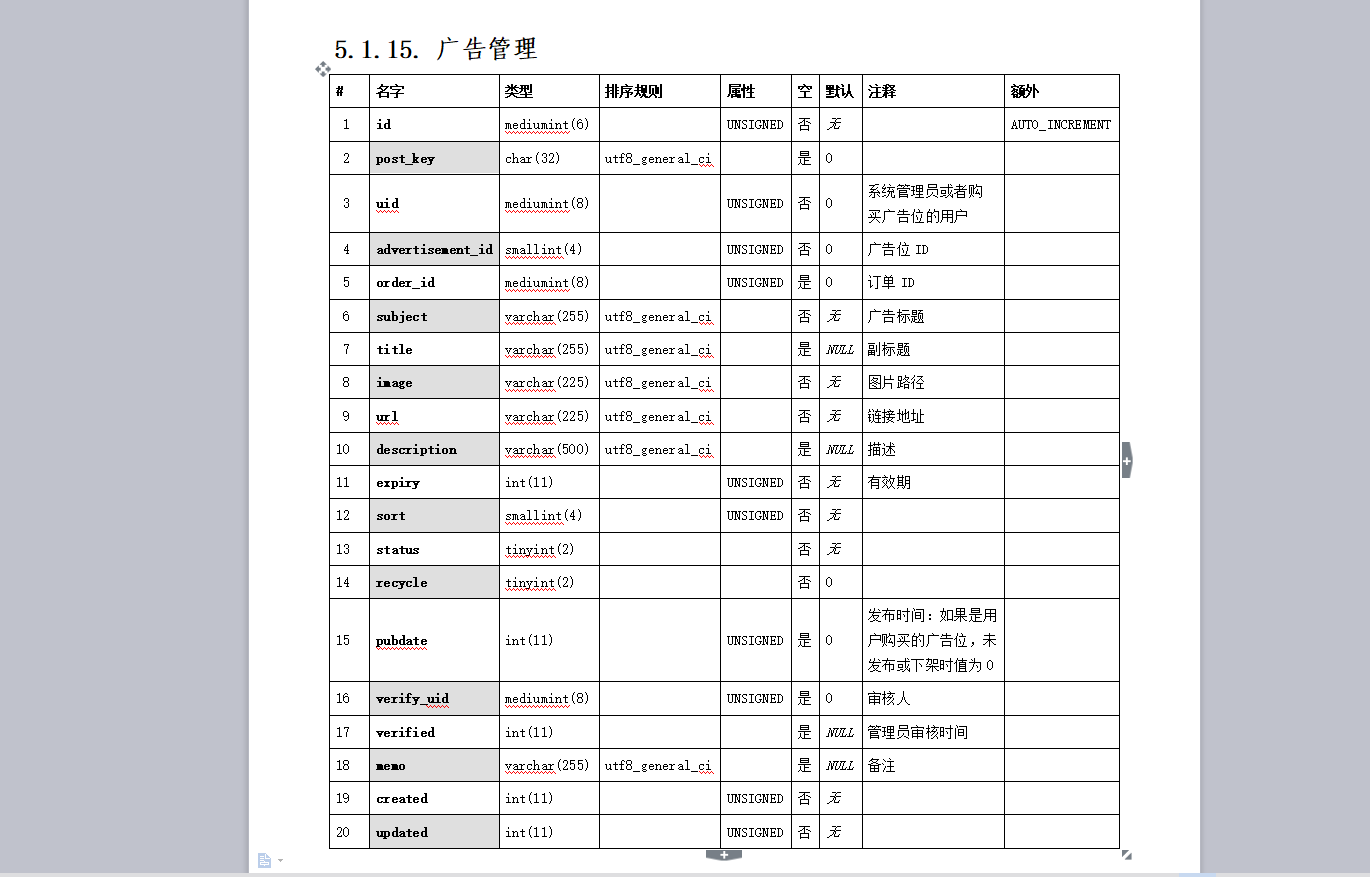 5.1.15. 广告管理
# 名字 类型 排序规则 属性 空 默认 注释 额外
1 id mediumint(6) UNSIGNED 否 无 AUTO_INCREMENT
2 post_key char(32) utf8_general_ci 是 0
3 uid mediumint(8) UNSIGNED 否 0 系统管理员或者购
买广告位的用户
4 advertisement_id smallint(4) UNSIGNED 否 0 广告位 ID
5 order_id mediumint(8) UNSIGNED 是 0 订单 ID
6 subject varchar(255) utf8_general_ci 否 无 广告标题
7 title varchar(255) utf8_general_ci 是 NULL 副标题
8 image varchar(225) utf8_general_ci 否 无 图片路径
9 url varchar(225) utf8_general_ci 否 无 链接地址
10 description varchar(500) utf8_general_ci 是 NULL 描述
11 expiry int(11) UNSIGNED 否 无 有效期
12 sort smallint(4) UNSIGNED 否 无
13 status tinyint(2) 否 无
14 recycle tinyint(2) 否 0
15 pubdate int(11) UNSIGNED 是 0 发布时间：如果是用
户购买的广告位，未
发布或下架时值为 0
16 verify_uid mediumint(8) UNSIGNED 是 0 审核人
17 verified int(11) 是 NULL 管理员审核时间
18 memo varchar(255) utf8_general_ci 是 NULL 备注
19 created int(11) UNSIGNED 否 无
20 updated int(11) UNSIGNED 否 无